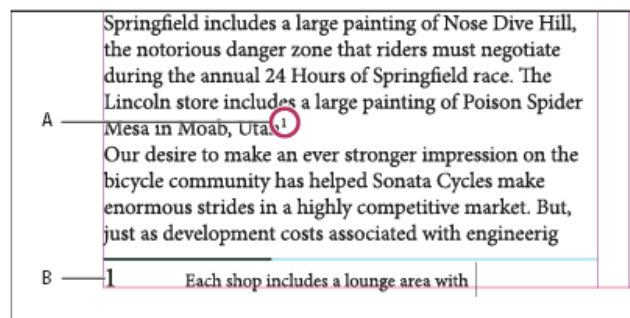 Springfield includes a large painting of Nose Dive Hill,
the notorious danger zone that riders must negotiate
during the annual 24 Hours of Springfield race. The
Lincoln store includes a large painting of Poison Spider
A
Mesa in Moab, Utah¹
Our desire to make an ever stronger impression on the
bicycle community has helped Sonata Cycles make
enormous strides in a highly competitive market. But,
just as development costs associated with engineerig
B
1 Each shop includes a lounge area with